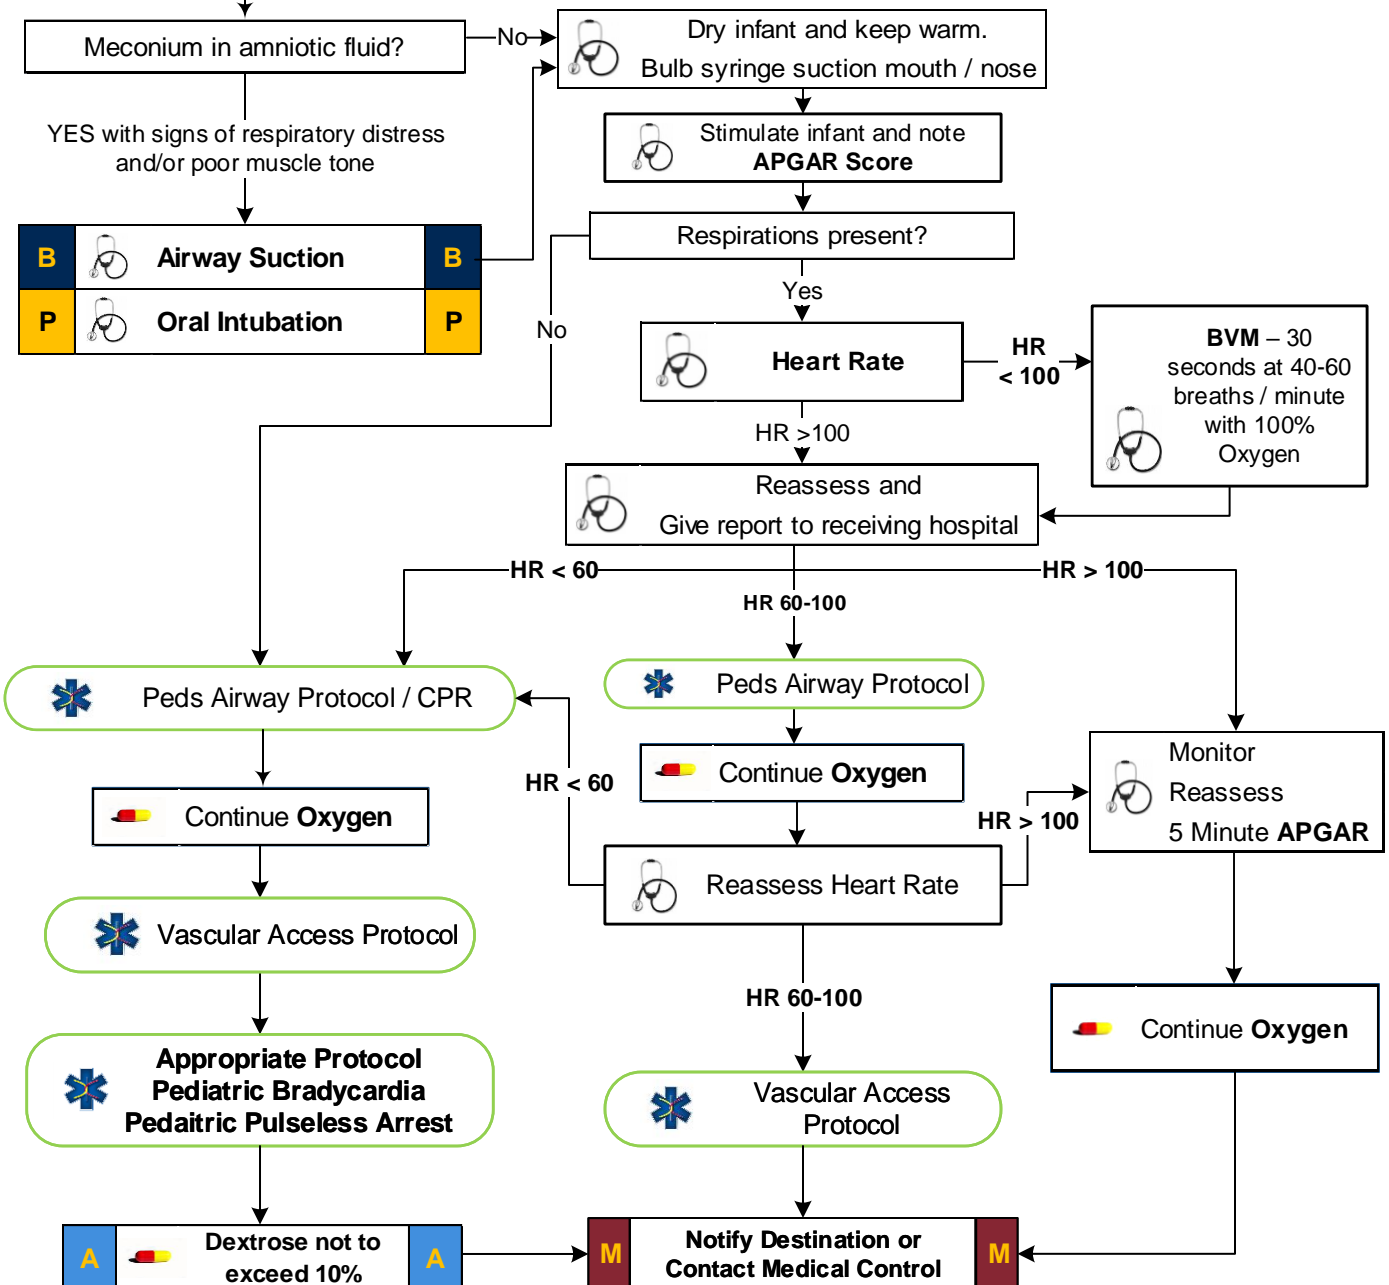 Meconium in amniotic fluid?
No
Dry infant and keep warm.
Bulb syringe suction mouth / nose
YES with signs of respiratory distress
and/or poor muscle tone
Stimulate infant and note
APGAR Score
B Airway Suction B
P Oral Intubation P
Respirations present?
Yes
No
Heart Rate
HR
< 100
BVM – 30
seconds at 40-60
breaths / minute
with 100%
Oxygen
HR >100
Reassess and
Give report to receiving hospital
HR < 60
HR 60-100
HR > 100
Peds Airway Protocol / CPR
Peds Airway Protocol
Continue Oxygen
HR < 60
Continue Oxygen
HR > 100
Monitor
Reassess
5 Minute APGAR
Reassess Heart Rate
Vascular Access Protocol
HR 60-100
Continue Oxygen
Appropriate Protocol
Pediatric Bradycardia
Pedaitric Pulseless Arrest
Vascular Access
Protocol
A Dextrose not to A
exceed 10%
M Notify Destination or M
Contact Medical Control